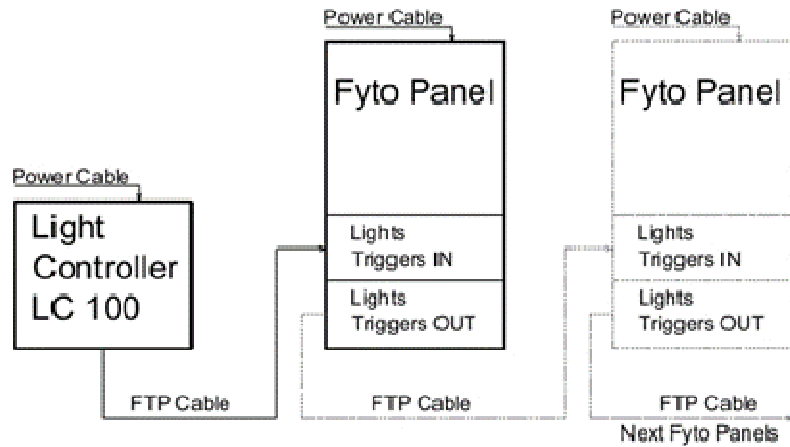 Power Cable
Power Cable
Fyto Panel
Fyto Panel
Power Cable
Light
Controller
LC 100
Lights
Triggers IN
Lights
Triggers OUT
Lights
Triggers IN
Lights
Triggers OUT
FTP Cable
FTP Cable
FTP Cable
Next Fyto Panels